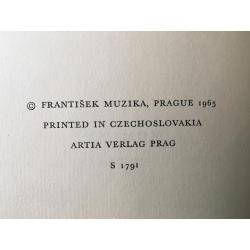 © FRANTIŠEK MUZIKA, PRAGUE 1965
PRINTED IN CZECHOSLOVAKIA
ARTIA VERLAG PRAG
S 1791